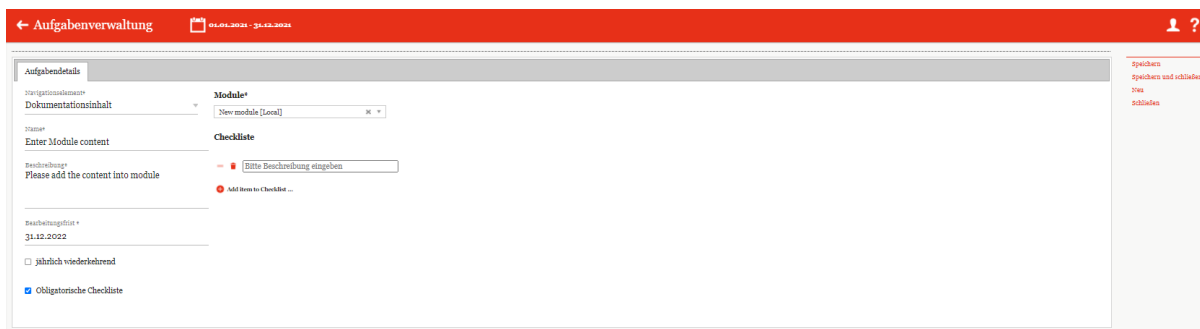 Aufgabenverwaltung
01.01.2021 - 31.12.2021
?
Aufgabendetails
Navigationselement*
Dokumentationsinhalt
Name*
Enter Module content
Beschreibung*
Please add the content into module
Bearbeitungsfrist *
31.12.2022
jährlich wiederkehrend
Obligatorische Checkliste
Module*
New module [Local]
Checkliste
Bitte Beschreibung eingeben
Add item to Checklist ...
Speichern
Speichern und schließen
Neu
Schließen